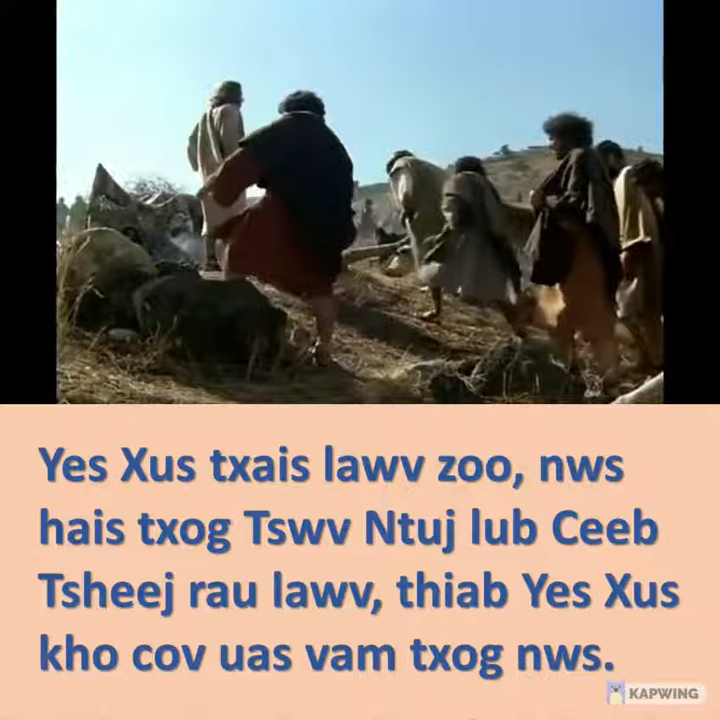 Yes Xus txais lawv zoo, nws
hais txog Tswv Ntuj lub Ceeb
Tsheej rau lawv, thiab Yes Xus
kho cov uas vam txog nws.
KAPWING